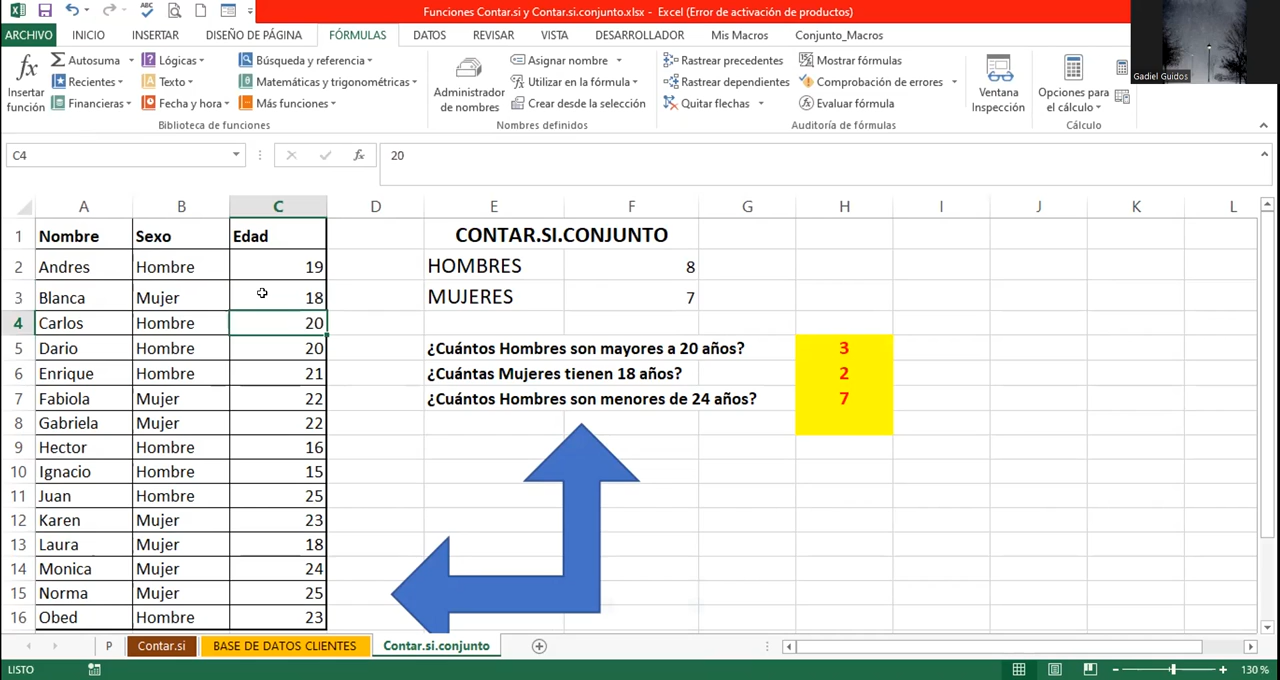 Funciones Contar.si y Contar.si.conjunto.xlsx - Excel (Error de activación de productos)
ARCHIVO INICIO INSERTAR DISEÑO DE PÁGINA FÓRMULAS DATOS REVISAR VISTA DESARROLLADOR Mis Macros Conjunto_Macros
Gadiel Guidos
fx Insertar función
Autosuma Lógicas Búsqueda y referencia
Recientes Texto Matemáticas y trigonométricas
Financieras Fecha y hora Más funciones
Biblioteca de funciones
Administrador de nombres
Asignar nombre
Utilizar en la fórmula
Crear desde la selección
Nombres definidos
Rastrear precedentes Mostrar fórmulas
Rastrear dependientes Comprobación de errores
Quitar flechas Evaluar fórmula
Auditoría de fórmulas
Ventana Inspección
Opciones para el cálculo
Cálculo
C4 fx 20
A B C D E F G H I J K L
1 Nombre Sexo Edad CONTAR.SI.CONJUNTO
2 Andres Hombre 19 HOMBRES 8
3 Blanca Mujer 18 MUJERES 7
4 Carlos Hombre 20
5 Dario Hombre 20 ¿Cuántos Hombres son mayores a 20 años? 3
6 Enrique Hombre 21 ¿Cuántas Mujeres tienen 18 años? 2
7 Fabiola Mujer 22 ¿Cuántos Hombres son menores de 24 años? 7
8 Gabriela Mujer 22
9 Hector Hombre 16
10 Ignacio Hombre 15
11 Juan Hombre 25
12 Karen Mujer 23
13 Laura Mujer 18
14 Monica Mujer 24
15 Norma Mujer 25
16 Obed Hombre 23
P Contar.si BASE DE DATOS CLIENTES Contar.si.conjunto
LISTO 130 %